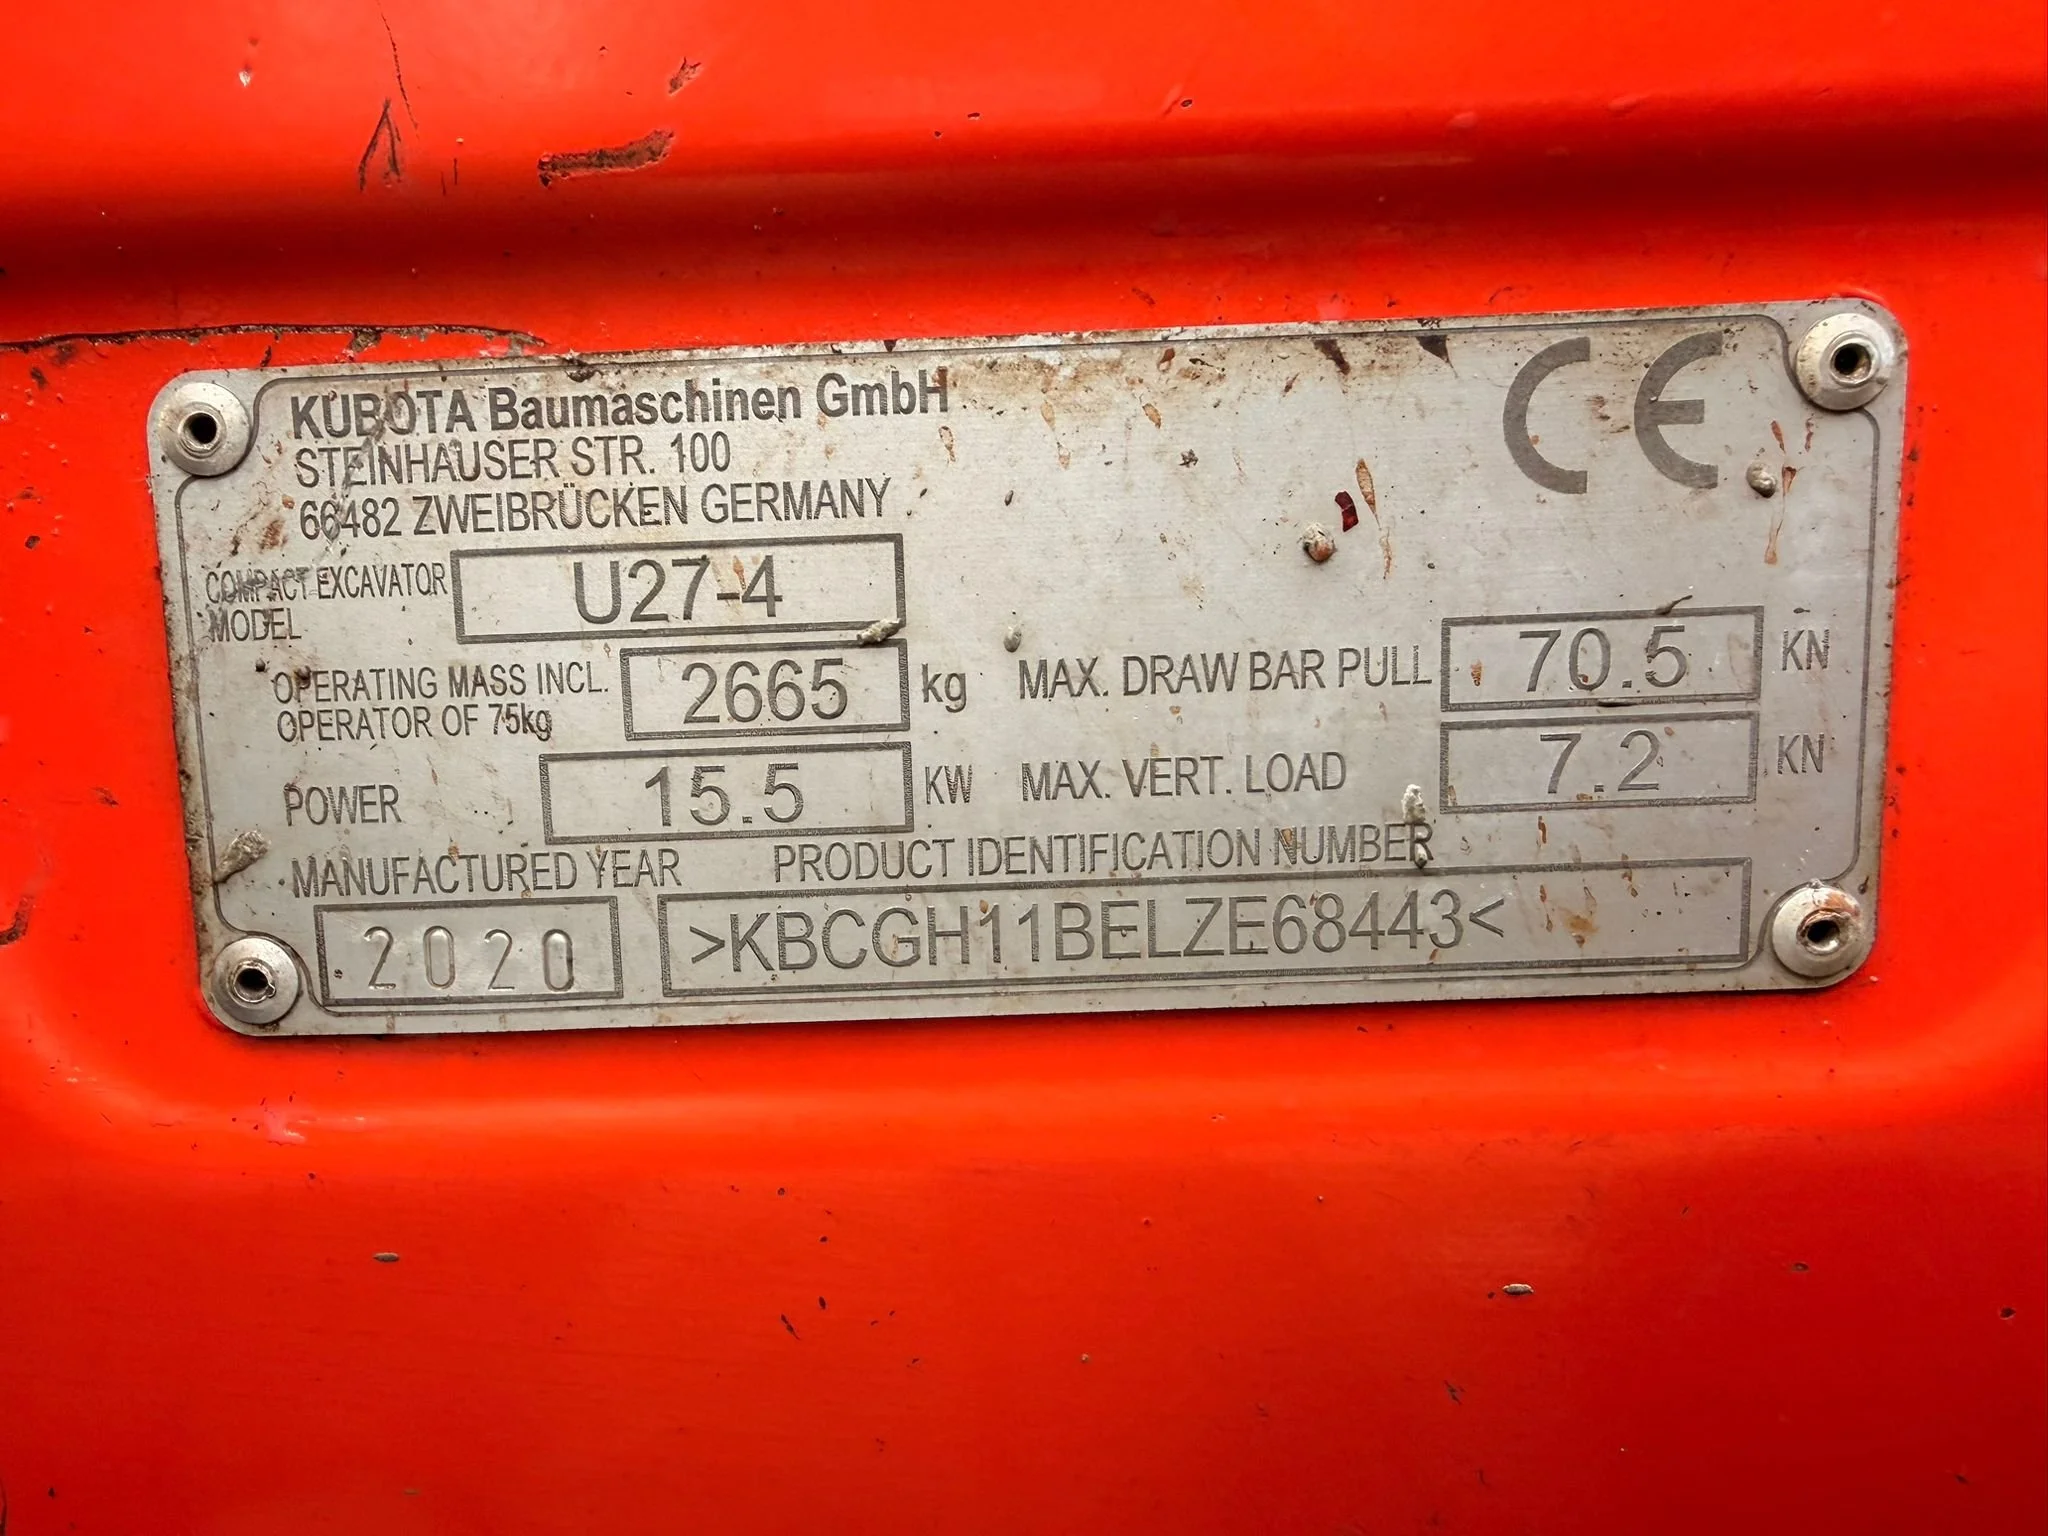 KUBOTA Baumaschinen GmbH
STEINHAUSER STR. 100
66482 ZWEIBRÜCKEN GERMANY
CE
COMPACT EXCAVATOR
MODEL
U27-4
OPERATING MASS INCL.
OPERATOR OF 75kg
2665 kg
MAX. DRAW BAR PULL 70.5 KN
POWER 15.5 KW
MAX. VERT. LOAD 7.2 KN
MANUFACTURED YEAR
2020
PRODUCT IDENTIFICATION NUMBER
>KBCGH11BELZE68443<